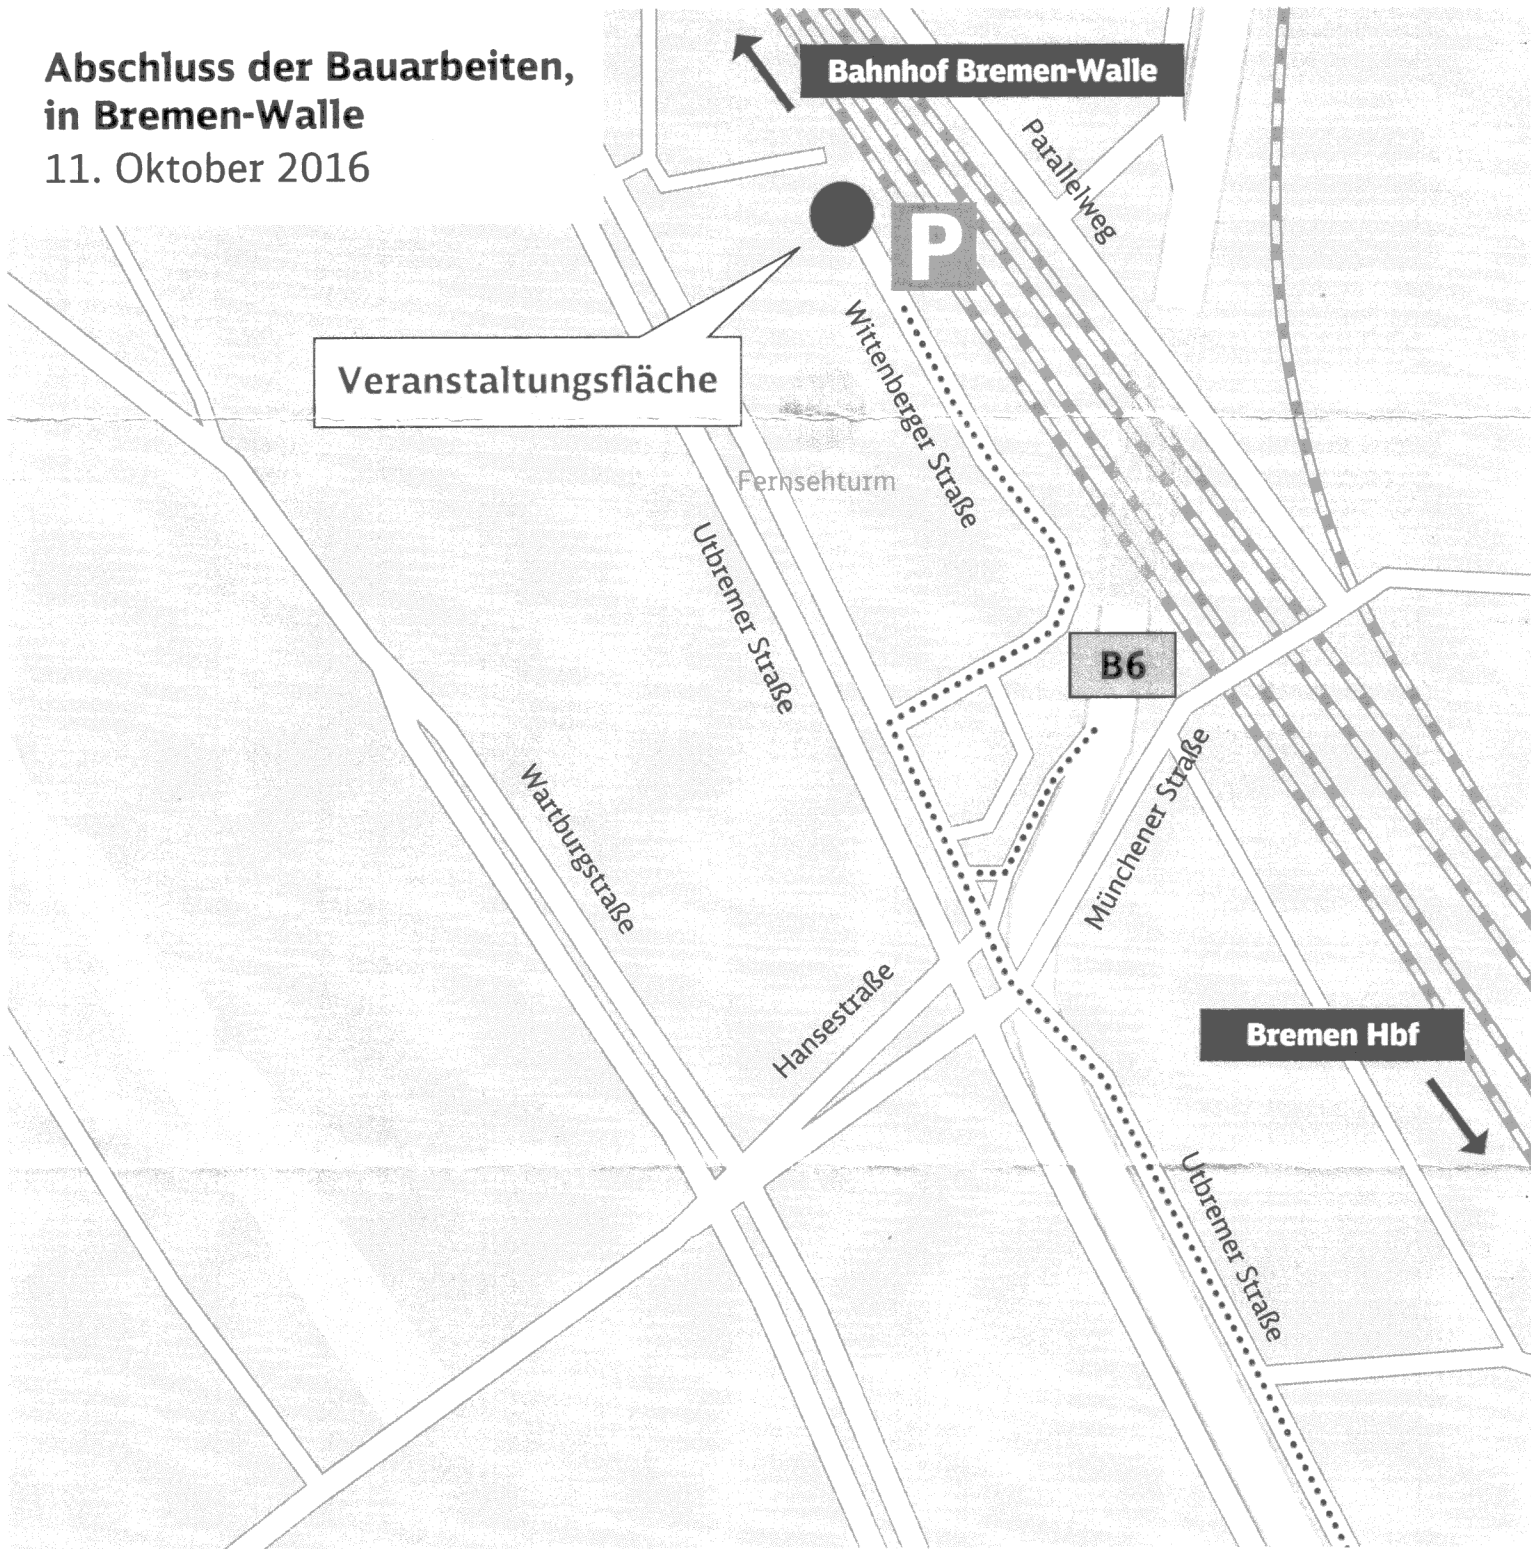 Abschluss der Bauarbeiten,
in Bremen-Walle
11. Oktober 2016
Bahnhof Bremen-Walle
Parallelweg
P
Wittenberger Straße
Veranstaltungsfläche
Fernsehturm
Utbremer Straße
B6
Wartburgstraße
Münchener Straße
Hansestraße
Bremen Hbf
Utbremer Straße